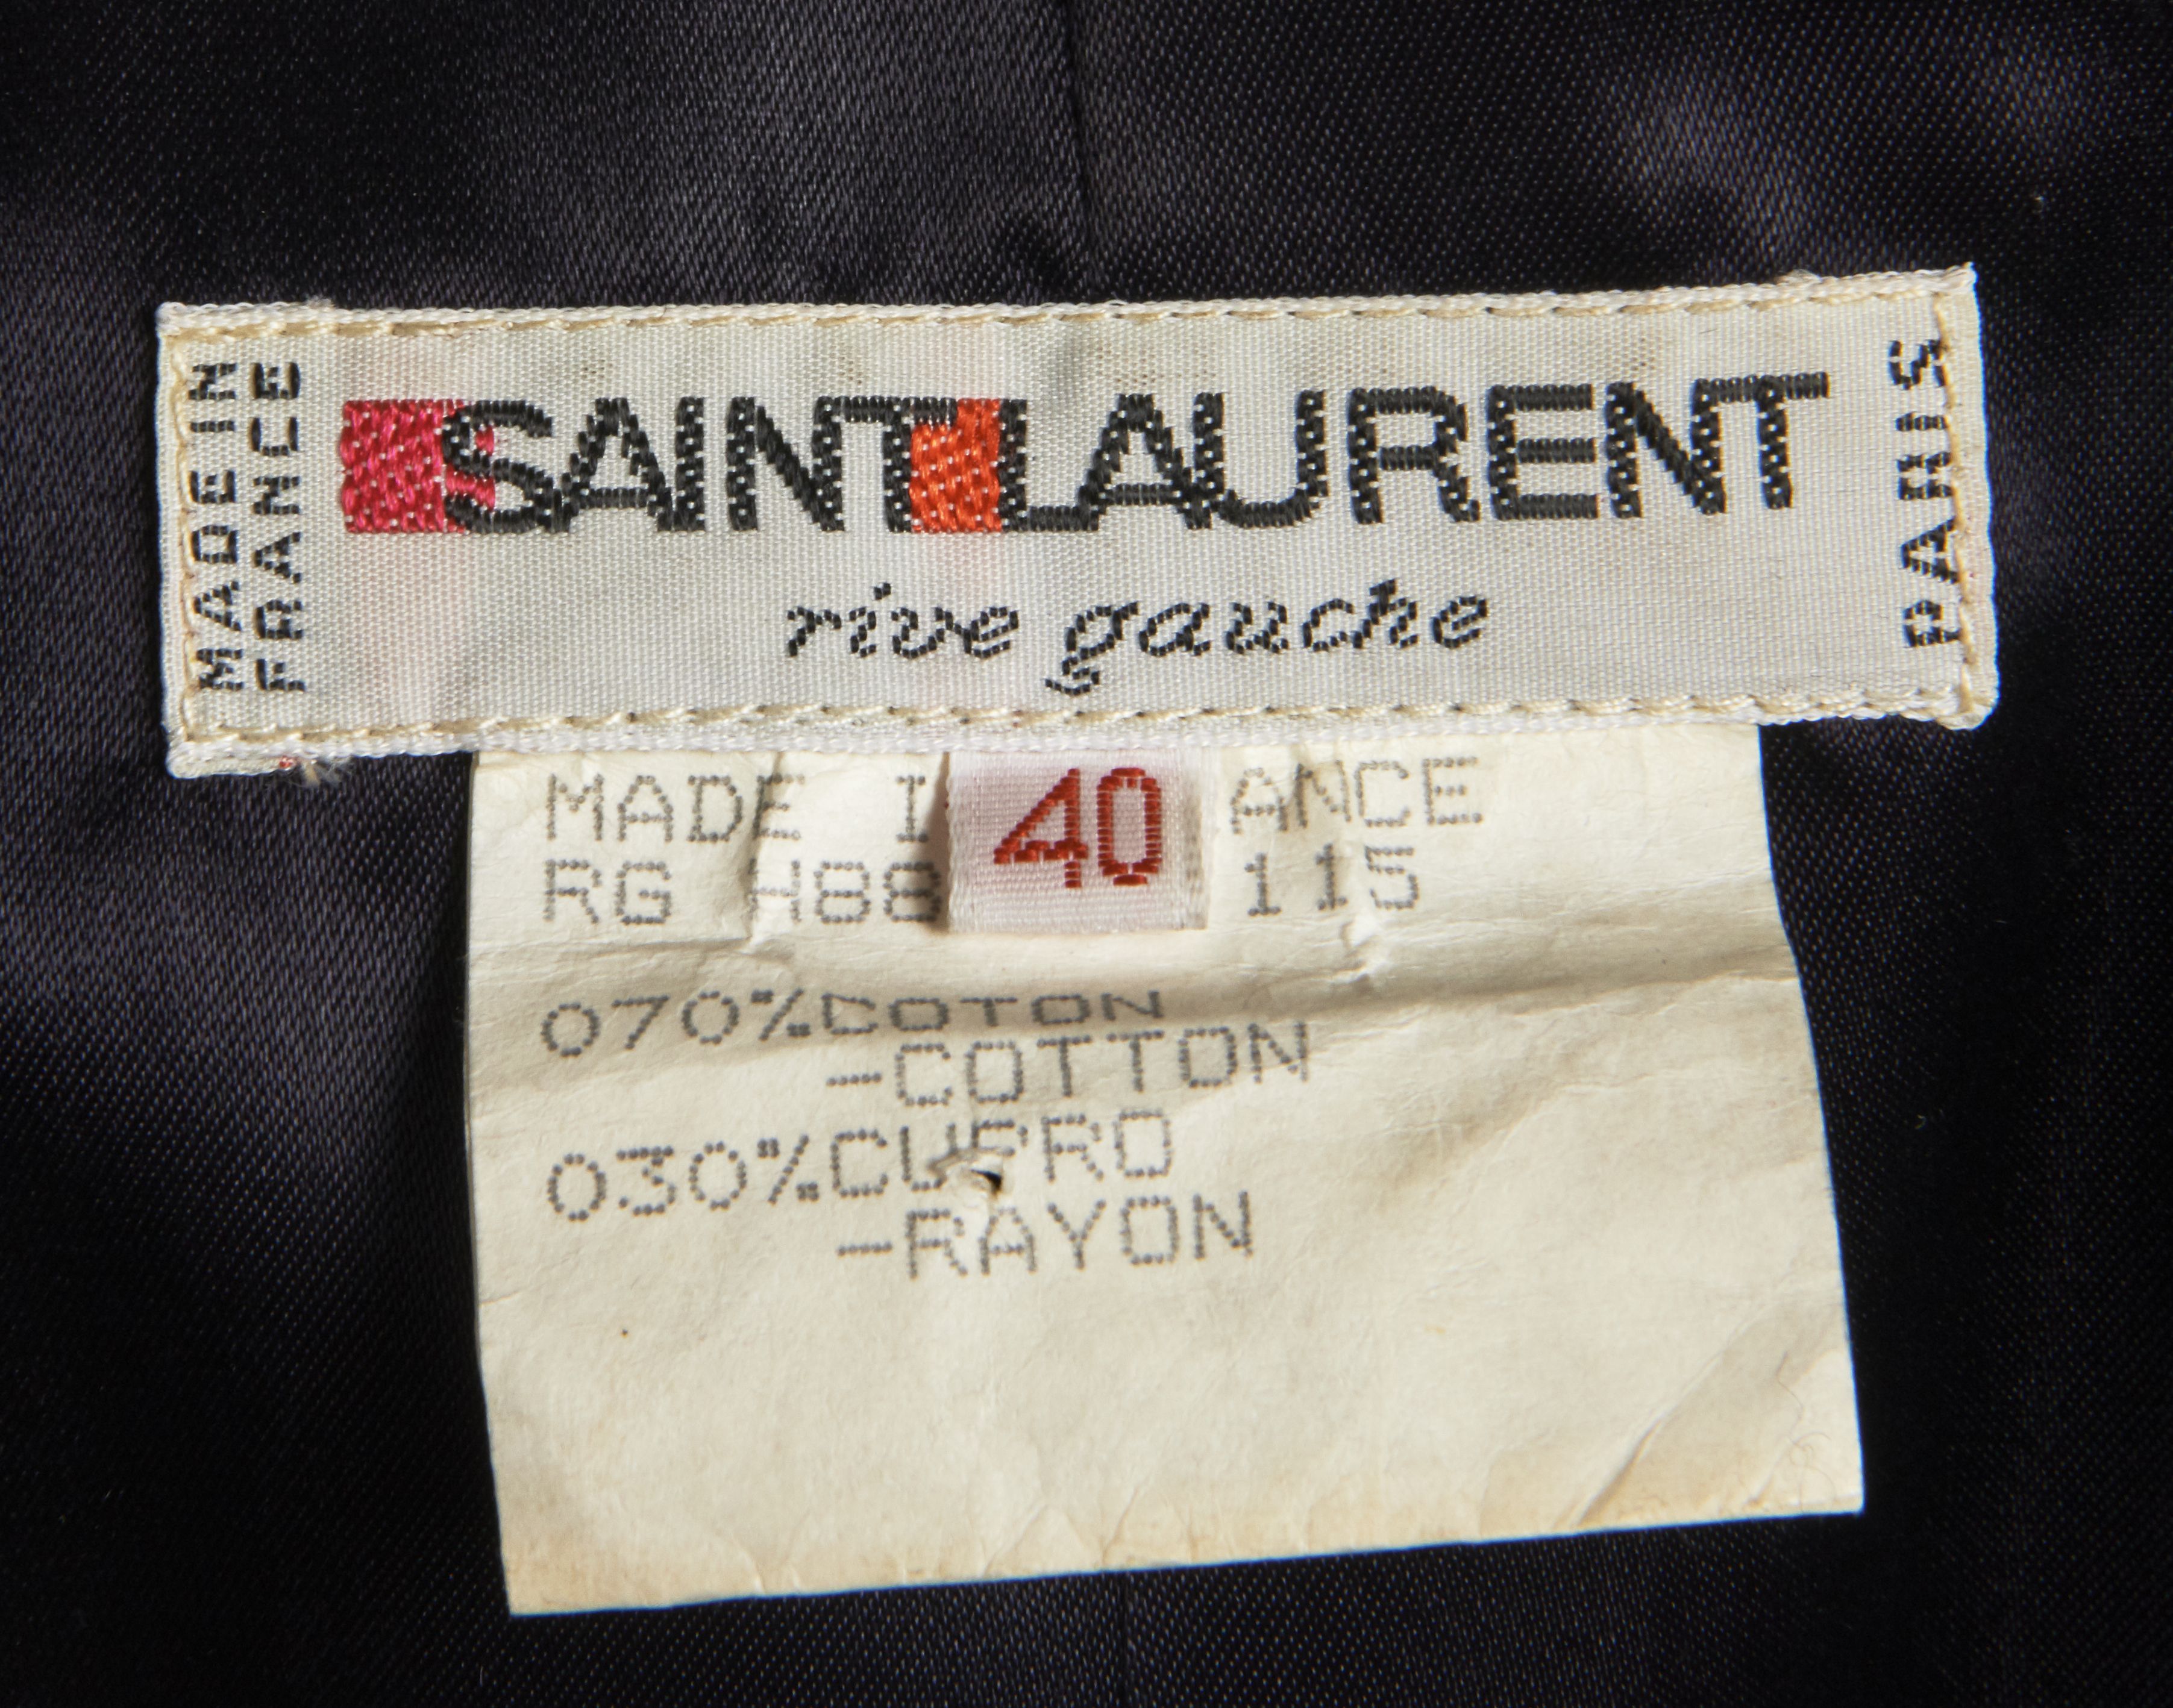 MADE IN
FRANCE
SAINT LAURENT
rive gauche
PARIS
40
MADE I ANCE
RG H88 115
070%COTON
-COTTON
030%CUPRO
-RAYON